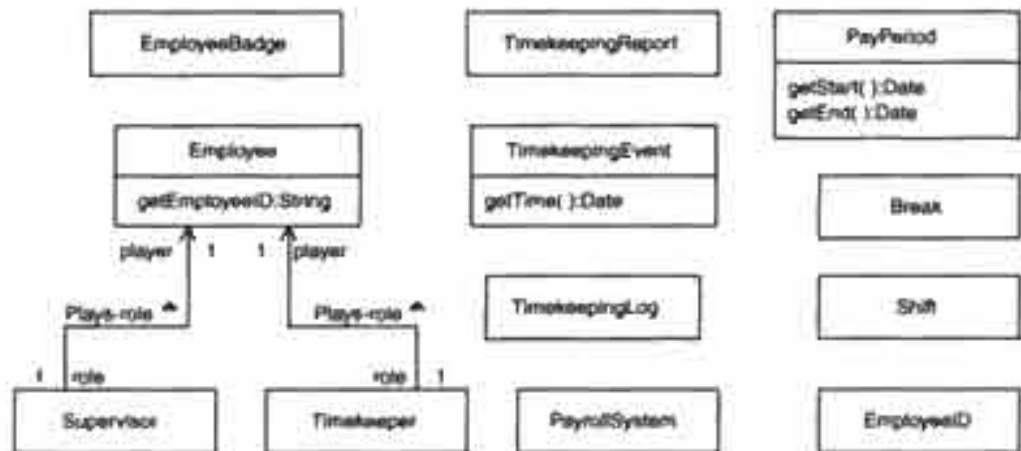 EmployeeBadge
TimekeepingReport
PayPeriod
getStart( ):Date
getEnd( ):Date
Employee
getEmployeeID:String
TimekeepingEvent
getTime( ):Date
Break
player 1
1 player
TimekeepingLog
Shift
Plays-role
Plays-role
1 role
role 1
Supervisor
Timekeeper
PayrollSystem
EmployeeID